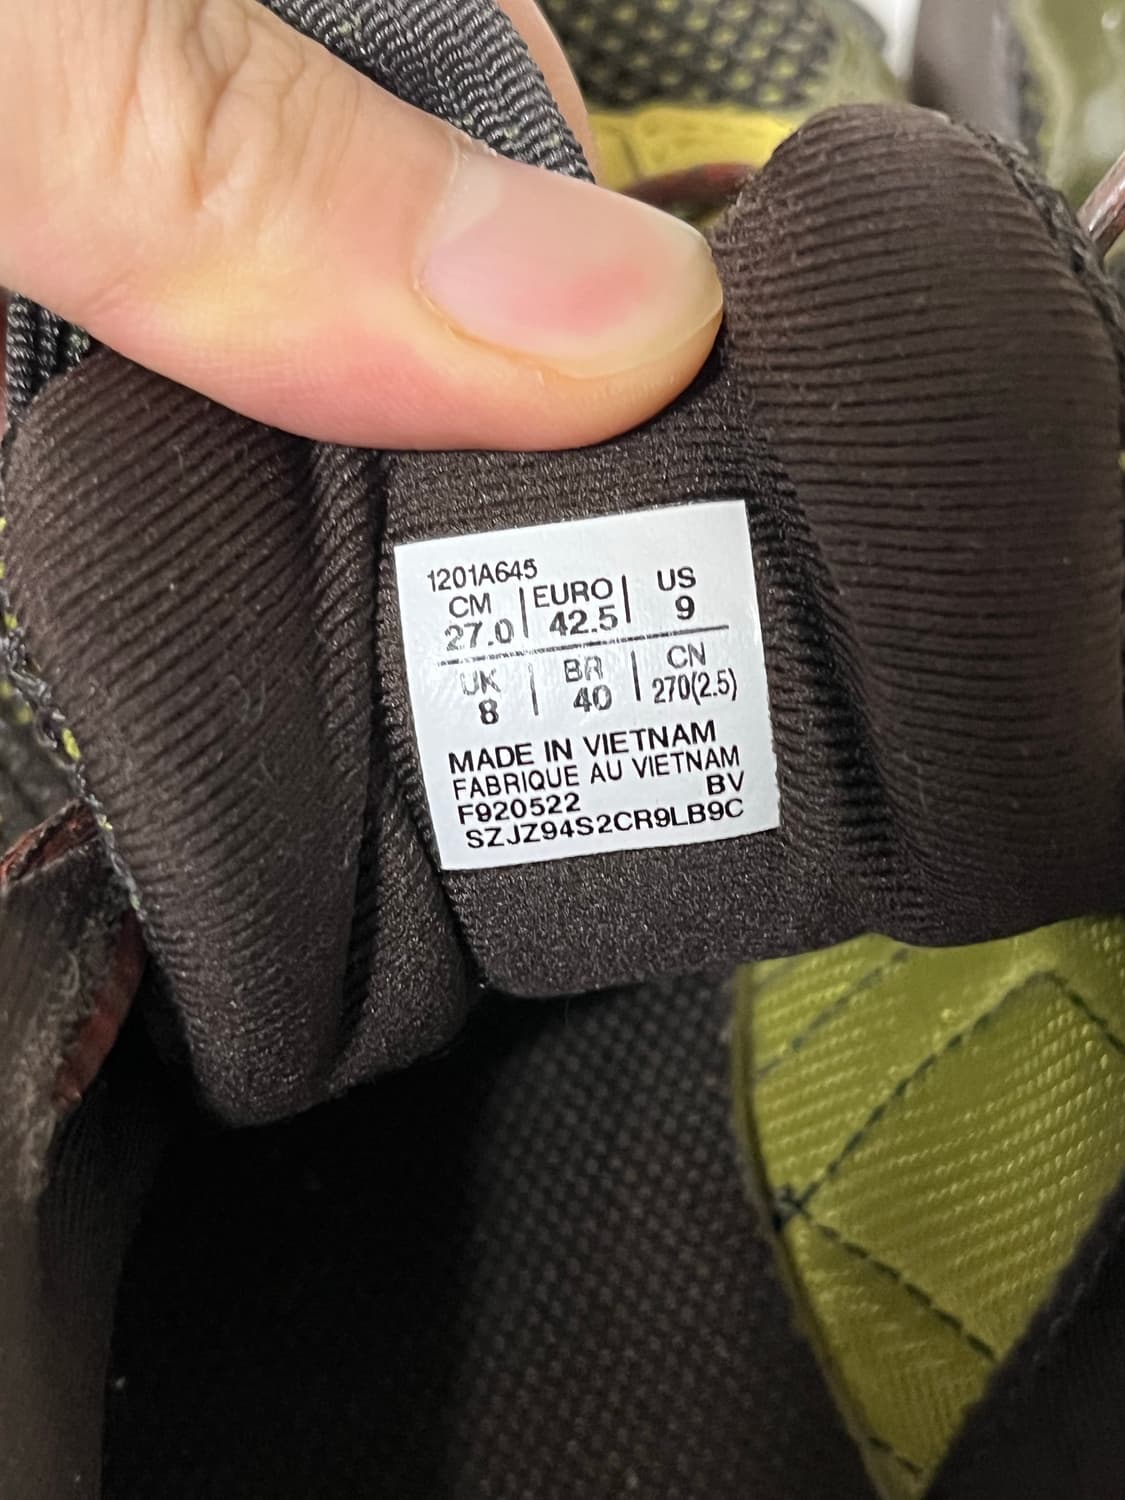 1201A645
CM | EURO | US
27.0 | 42.5 | 9
UK | BR | CN
8 | 40 | 270(2.5)
MADE IN VIETNAM
FABRIQUE AU VIETNAM
F920522 BV
SZJZ94S2CR9LB9C